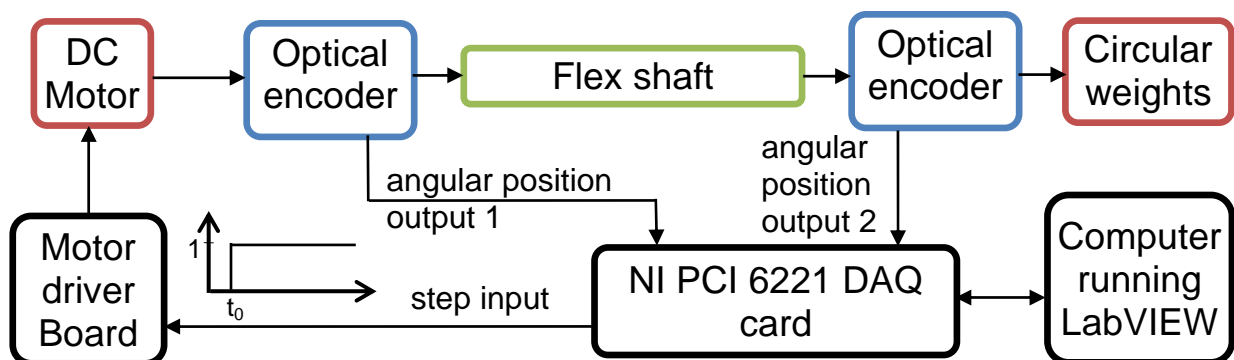 DC
Motor
Optical
encoder
Flex shaft
Optical
encoder
Circular
weights
angular position
output 1
angular
position
output 2
Motor
driver
Board
1
t₀
step input
NI PCI 6221 DAQ
card
Computer
running
LabVIEW